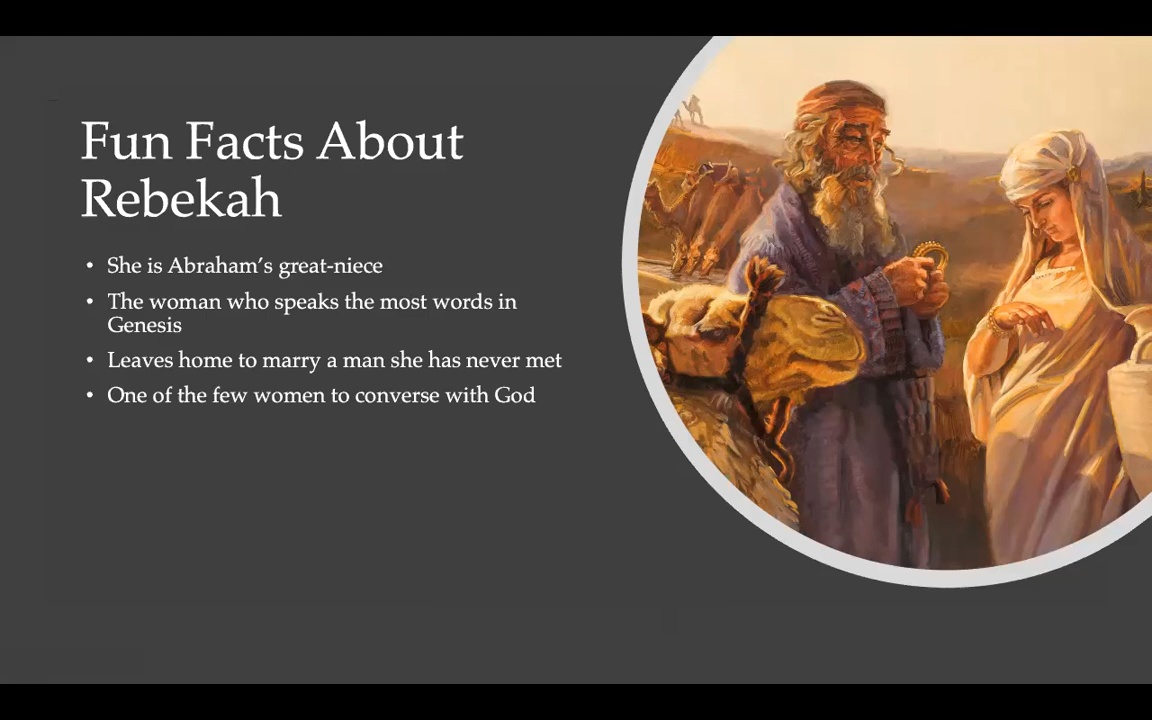 Fun Facts About
Rebekah
• She is Abraham’s great-niece
• The woman who speaks the most words in
Genesis
• Leaves home to marry a man she has never met
• One of the few women to converse with God